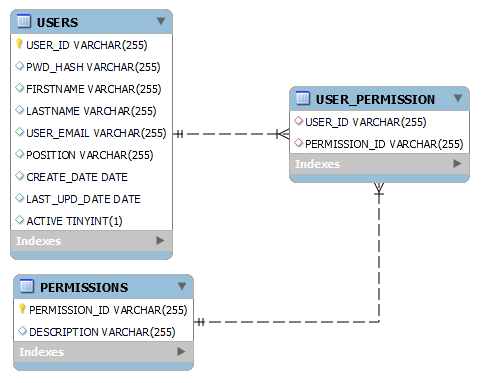 USERS
USER_ID VARCHAR(255)
PWD_HASH VARCHAR(255)
FIRSTNAME VARCHAR(255)
LASTNAME VARCHAR(255)
USER_EMAIL VARCHAR(255)
POSITION VARCHAR(255)
CREATE_DATE DATE
LAST_UPD_DATE DATE
ACTIVE TINYINT(1)
Indexes
USER_PERMISSION
USER_ID VARCHAR(255)
PERMISSION_ID VARCHAR(255)
Indexes
PERMISSIONS
PERMISSION_ID VARCHAR(255)
DESCRIPTION VARCHAR(255)
Indexes